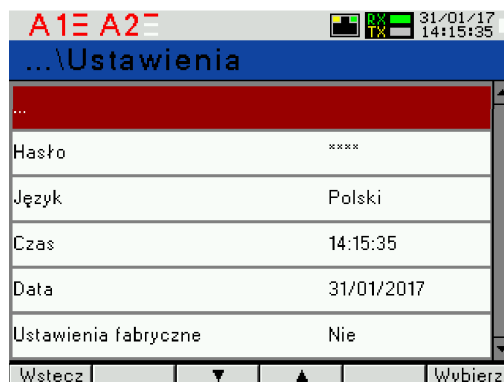 A1 A2 RX TX 31/01/17 14:15:35
...\Ustawienia
...
Hasło ****
Język Polski
Czas 14:15:35
Data 31/01/2017
Ustawienia fabryczne Nie
Wstecz ▼ ▲ Wybierz